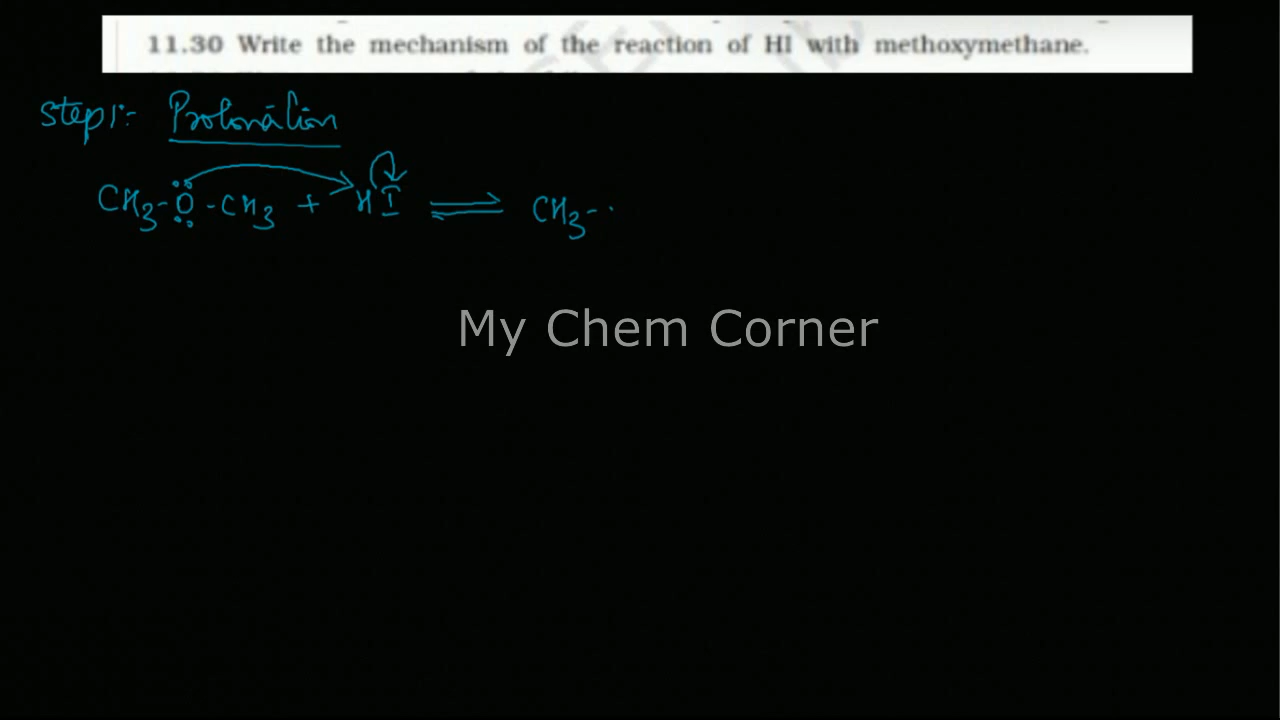 11.30 Write the mechanism of the reaction of HI with methoxymethane.
Step1:- Protonation
CH3-Ö-CH3 + HI ⇌ CH3-
My Chem Corner